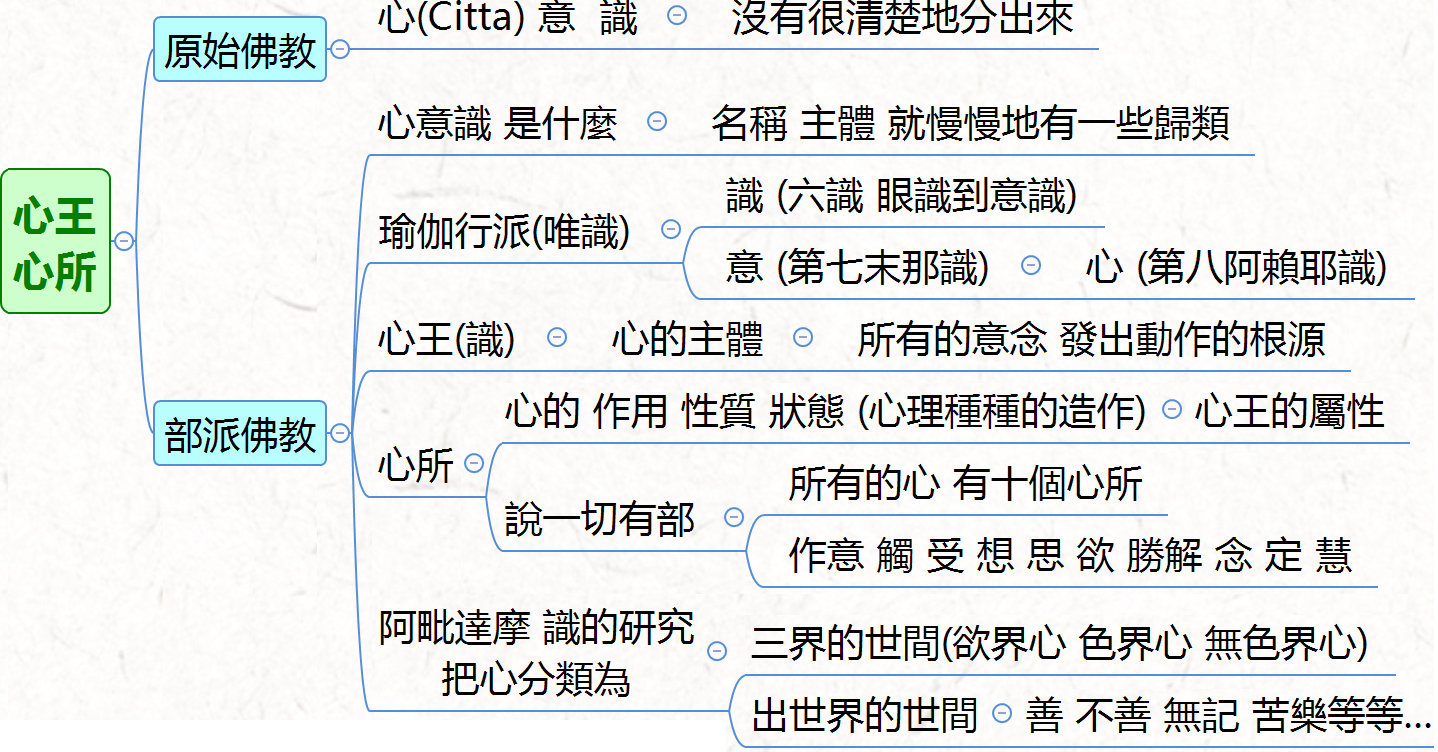 心王
心所
原始佛教
心(Citta) 意 識 沒有很清楚地分出來
部派佛教
心意識 是什麼 名稱 主體 就慢慢地有一些歸類
瑜伽行派(唯識)
識 (六識 眼識到意識)
意 (第七末那識) 心 (第八阿賴耶識)
心王(識) 心的主體 所有的意念 發出動作的根源
心所
心的 作用 性質 狀態 (心理種種的造作) 心王的屬性
說一切有部
所有的心 有十個心所
作意 觸 受 想 思 欲 勝解 念 定 慧
阿毗達摩 識的研究
把心分類為
三界的世間(欲界心 色界心 無色界心)
出世界的世間 善 不善 無記 苦樂等等...